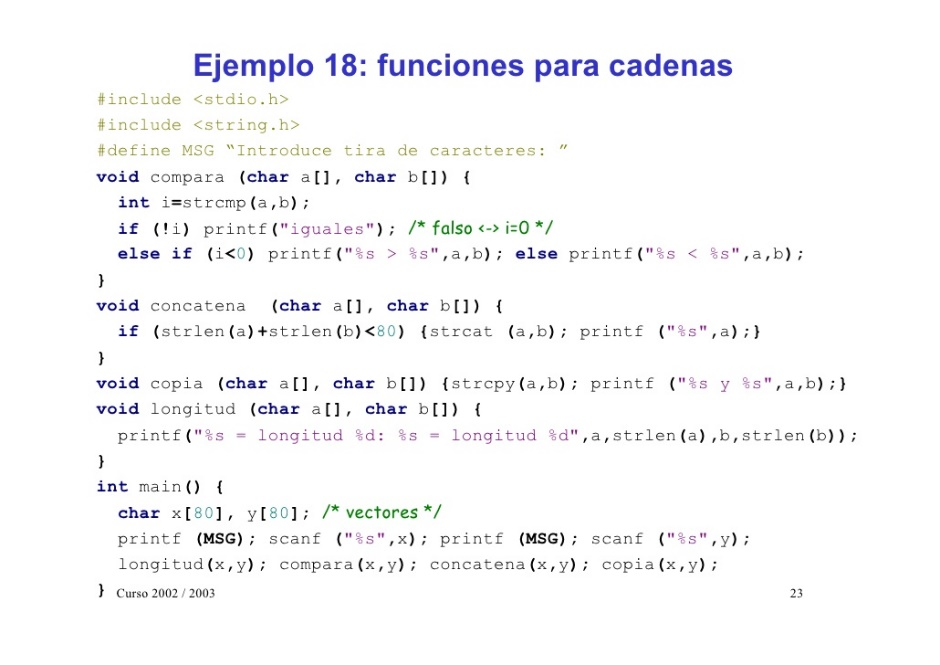 Ejemplo 18: funciones para cadenas
#include <stdio.h>
#include <string.h>
#define MSG “Introduce tira de caracteres: ”
void compara (char a[], char b[]) {
int i=strcmp(a,b);
if (!i) printf("iguales"); /* falso <-> i=0 */
else if (i<0) printf("%s > %s",a,b); else printf("%s < %s",a,b);
}
void concatena (char a[], char b[]) {
if (strlen(a)+strlen(b)<80) {strcat (a,b); printf ("%s",a);}
}
void copia (char a[], char b[]) {strcpy(a,b); printf ("%s y %s",a,b);}
void longitud (char a[], char b[]) {
printf("%s = longitud %d: %s = longitud %d",a,strlen(a),b,strlen(b));
}
int main() {
char x[80], y[80]; /* vectores */
printf (MSG); scanf ("%s",x); printf (MSG); scanf ("%s",y);
longitud(x,y); compara(x,y); concatena(x,y); copia(x,y);
}
Curso 2002 / 2003
23